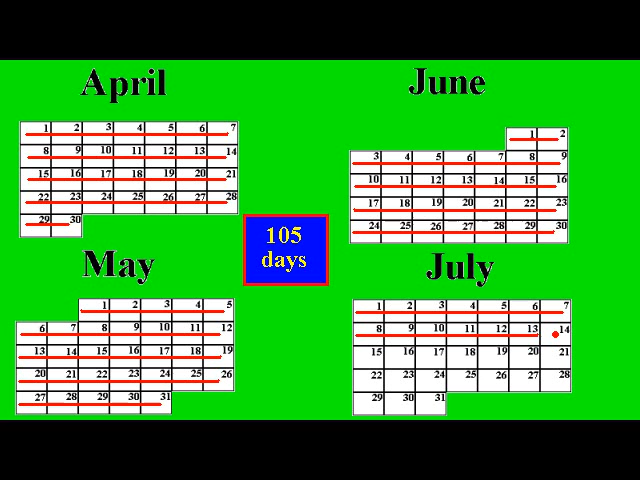 April
1 2 3 4 5 6 7
8 9 10 11 12 13 14
15 16 17 18 19 20 21
22 23 24 25 26 27 28
29 30
May
1 2 3 4 5
6 7 8 9 10 11 12
13 14 15 16 17 18 19
20 21 22 23 24 25 26
27 28 29 30 31
105
days
June
1 2
3 4 5 6 7 8 9
10 11 12 13 14 15 16
17 18 19 20 21 22 23
24 25 26 27 28 29 30
July
1 2 3 4 5 6 7
8 9 10 11 12 13 14
15 16 17 18 19 20 21
22 23 24 25 26 27 28
29 30 31